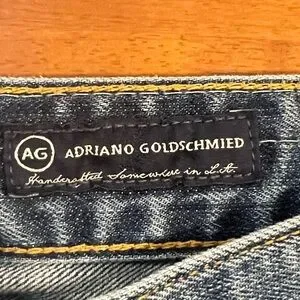 AG ADRIANO GOLDSCHMIED
Handcrafted Somewhere in L.A.